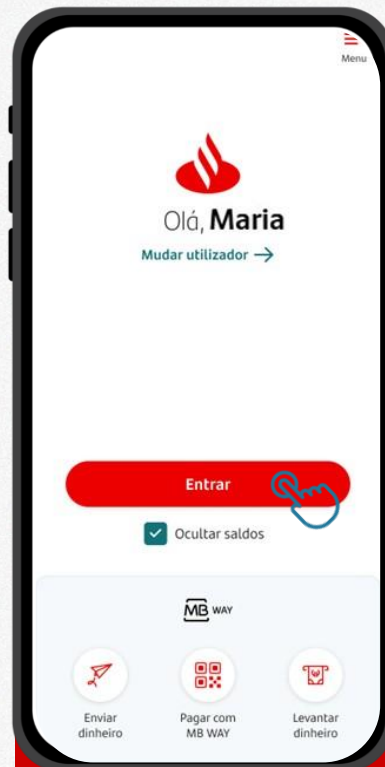 Menu
Olá, Maria
Mudar utilizador →
Entrar
Ocultar saldos
MB WAY
Enviar
dinheiro
Pagar com
MB WAY
Levantar
dinheiro